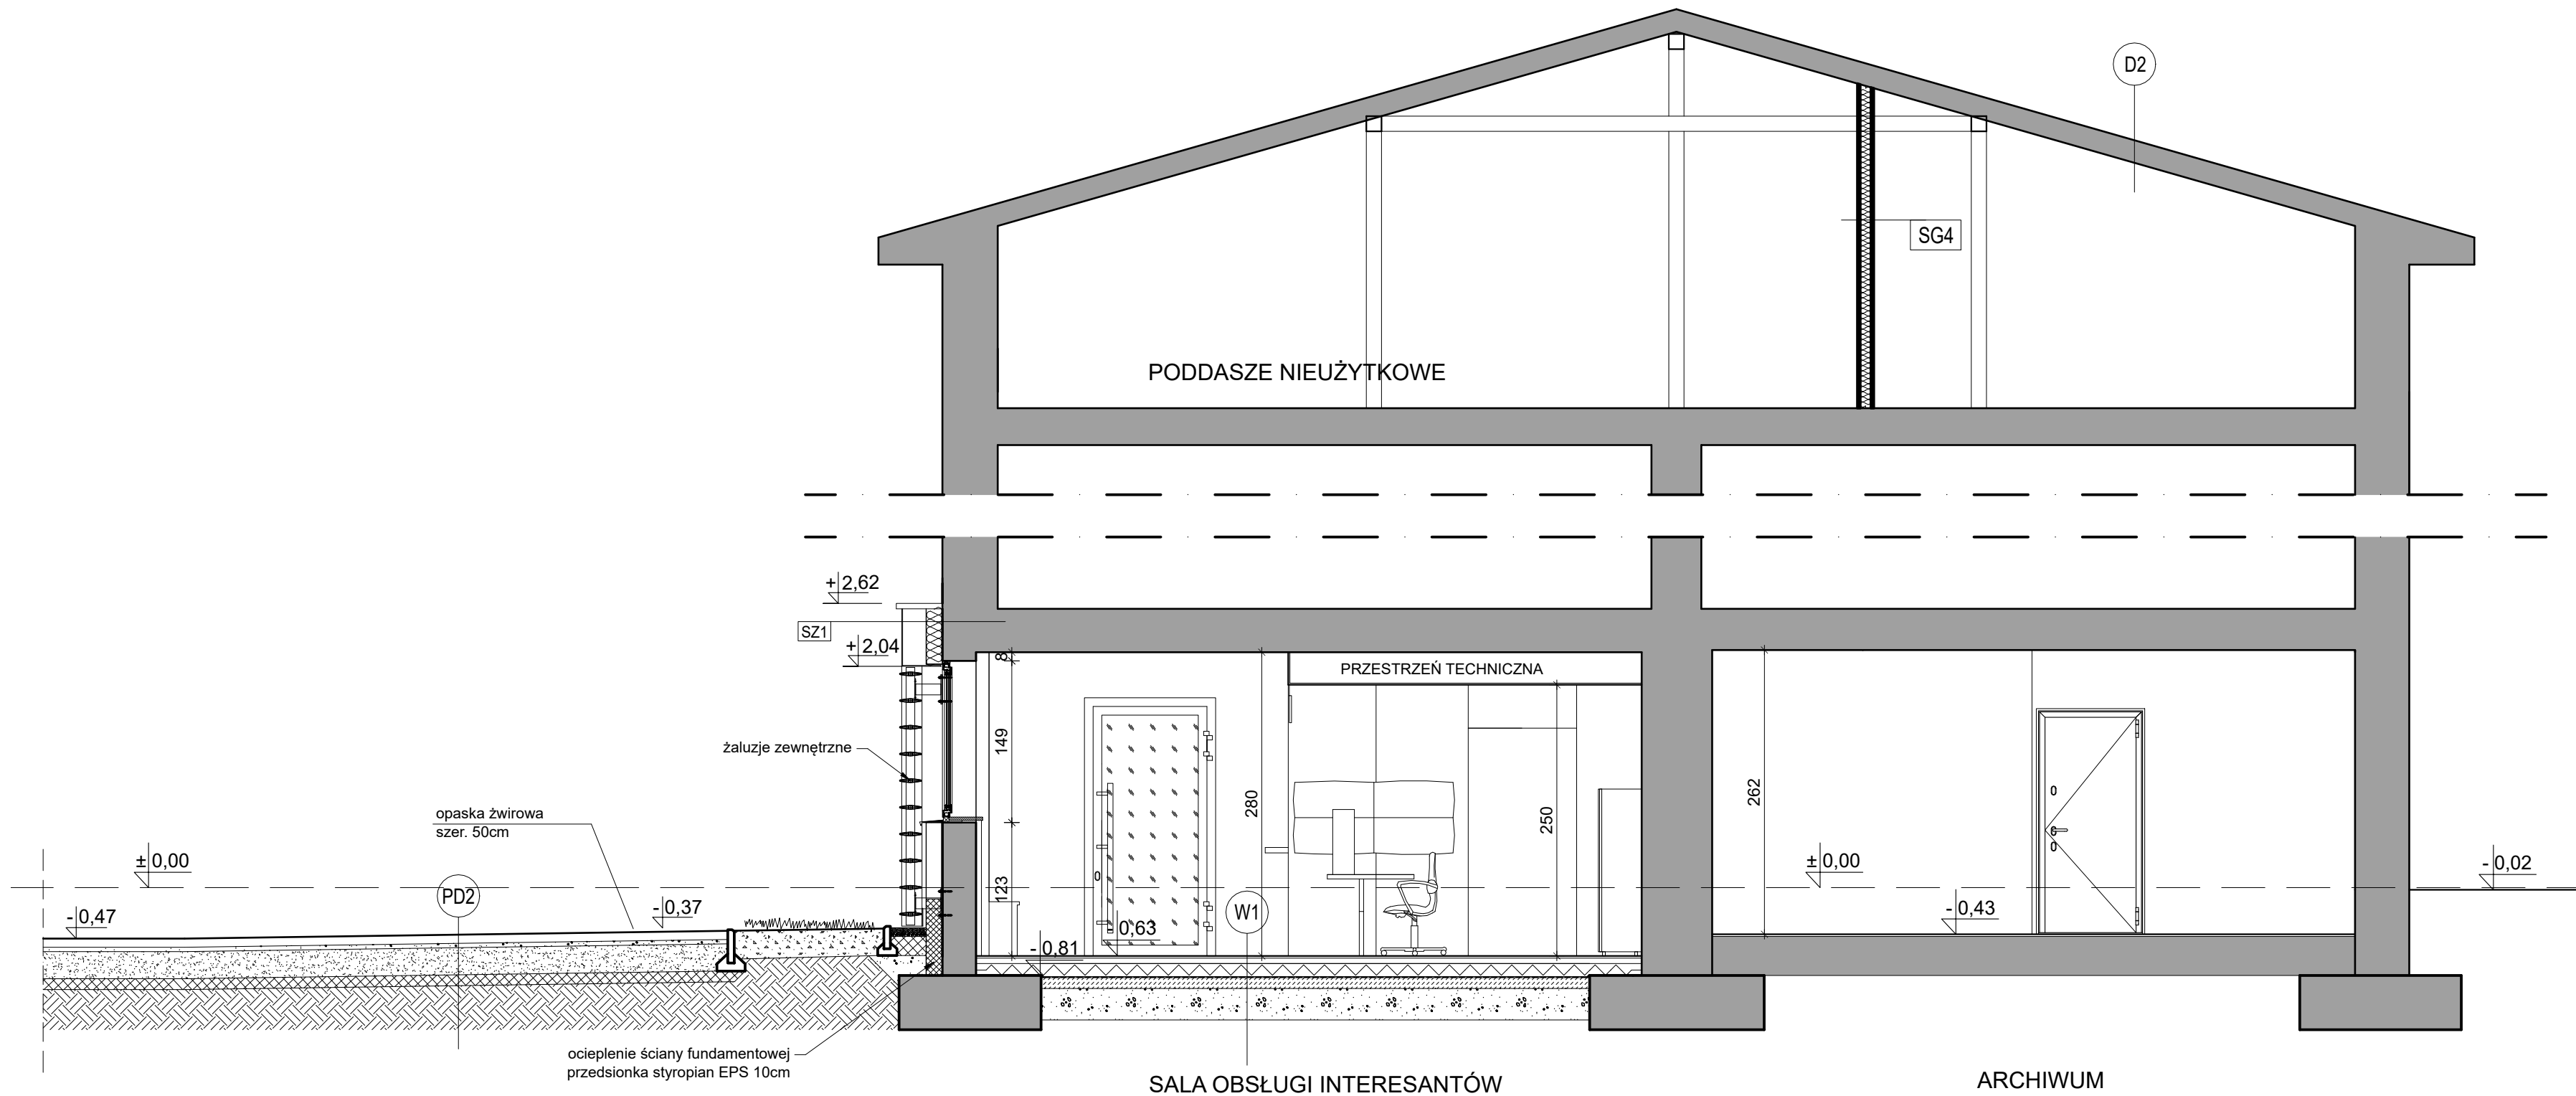 D2
SG4
PODDASZE NIEUŻYTKOWE
+2,62
SZ1
+2,04
8
PRZESTRZEŃ TECHNICZNA
149
żaluzje zewnętrzne
280
250
262
opaska żwirowa
szer. 50cm
±0,00
±0,00
-0,02
123
PD2
W1
-0,47
-0,37
-0,43
0,63
-0,81
ocieplenie ściany fundamentowej
przedsionka styropian EPS 10cm
SALA OBSŁUGI INTERESANTÓW
ARCHIWUM